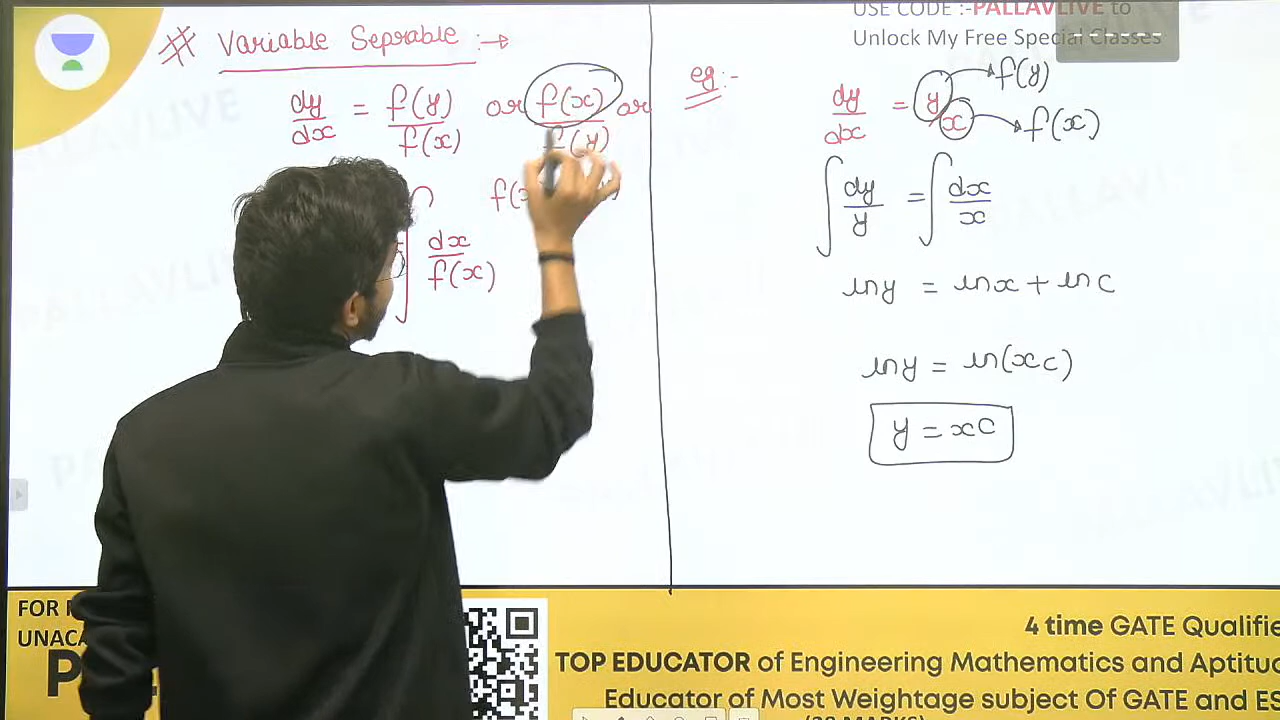 # Variable Seprable :→
dy/dx = f(y)/f(x) or f(x)/f(y) or
dx/f(x)
USE CODE :-PALLAVLIVE to
Unlock My Free Special Classes
eg:-
dy/dx = y/x
→f(y)
→f(x)
∫ dy/y = ∫ dx/x
lny = lnx + lnc
lny = ln(xc)
y = xc
FOR
UNACA
4 time GATE Qualifie
TOP EDUCATOR of Engineering Mathematics and Aptitud
Educator of Most Weightage subject Of GATE and ES